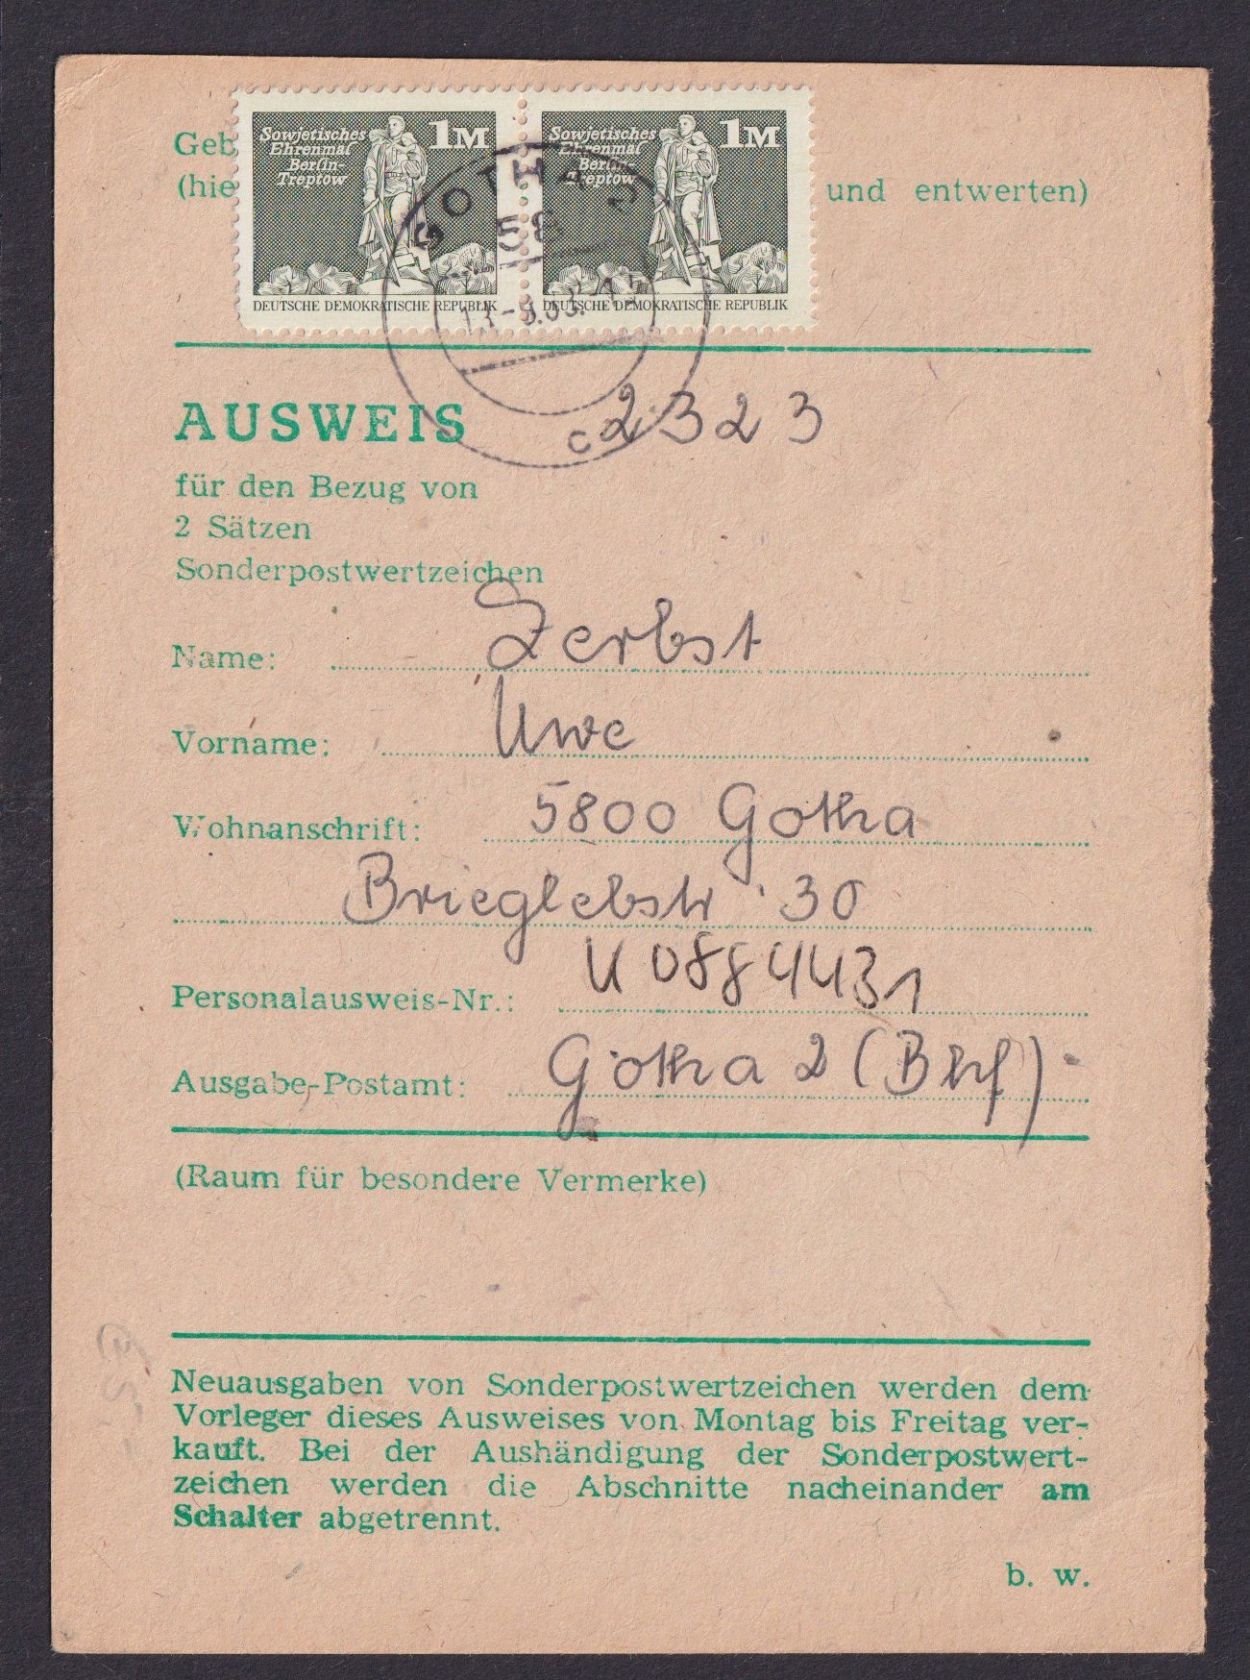 Geb
(hie
und entwerten)
Sowjetisches
Ehrenmal
Berlin-
Treptow
1M
DEUTSCHE DEMOKRATISCHE REPUBLIK
Sowjetisches
Ehrenmal
Berlin-
Treptow
1M
DEUTSCHE DEMOKRATISCHE REPUBLIK
GOTHA
58
c
AUSWEIS
2323
für den Bezug von
2 Sätzen
Sonderpostwertzeichen
Name: Zerbst
Vorname: Uwe
Wohnanschrift: 5800 Gotha
Brieglebstr. 30
Personalausweis-Nr.: U 0884431
Ausgabe-Postamt: Gotha 2 (Bhf)
(Raum für besondere Vermerke)
Neuausgaben von Sonderpostwertzeichen werden dem
Vorleger dieses Ausweises von Montag bis Freitag ver-
kauft. Bei der Aushändigung der Sonderpostwert-
zeichen werden die Abschnitte nacheinander am
Schalter abgetrennt.
b. w.